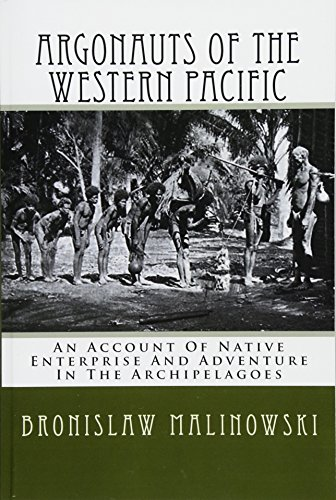 ARGONAUTS OF THE
WESTERN PACIFIC
AN ACCOUNT OF NATIVE
ENTERPRISE AND ADVENTURE
IN THE ARCHIPELAGOES
BRONISLAW MALINOWSKI